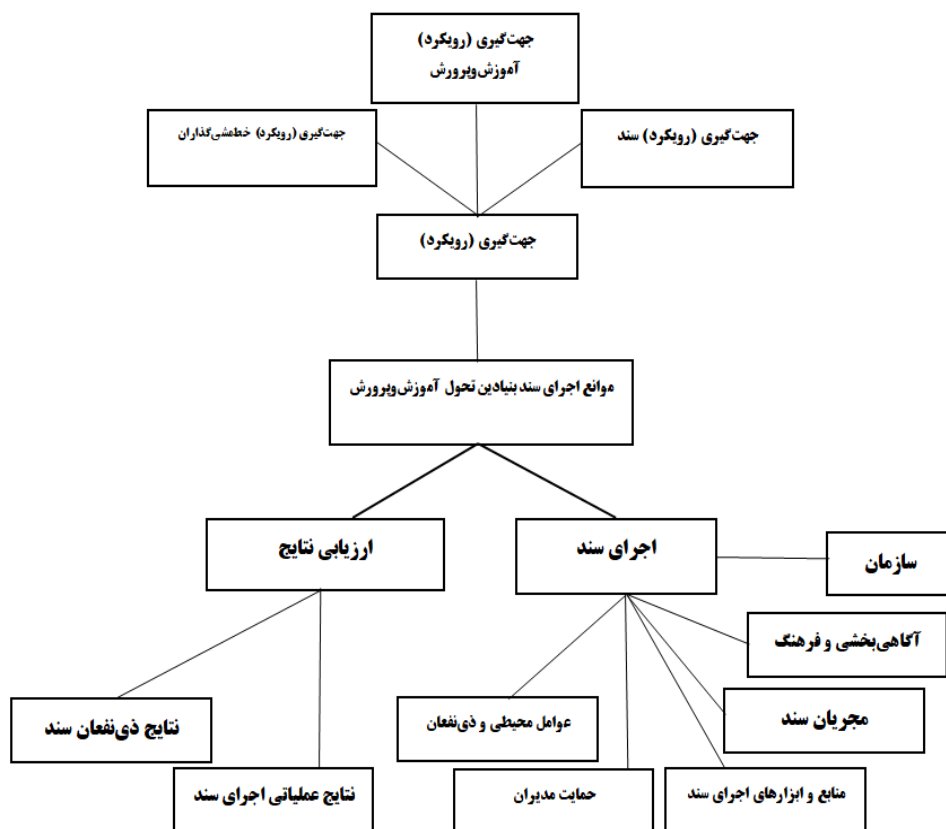 جهت‌گیری (رویکرد)
آموزش‌وپرورش
جهت‌گیری (رویکرد) سند
جهت‌گیری (رویکرد) خط‌مشی‌گذاران
جهت‌گیری (رویکرد)
موانع اجرای سند بنیادین تحول آموزش‌وپرورش
اجرای سند
ارزیابی نتایج
سازمان
آگاهی‌بخشی و فرهنگ
مجریان سند
عوامل محیطی و ذی‌نفعان
نتایج ذی‌نفعان سند
منابع و ابزارهای اجرای سند
حمایت مدیران
نتایج عملیاتی اجرای سند